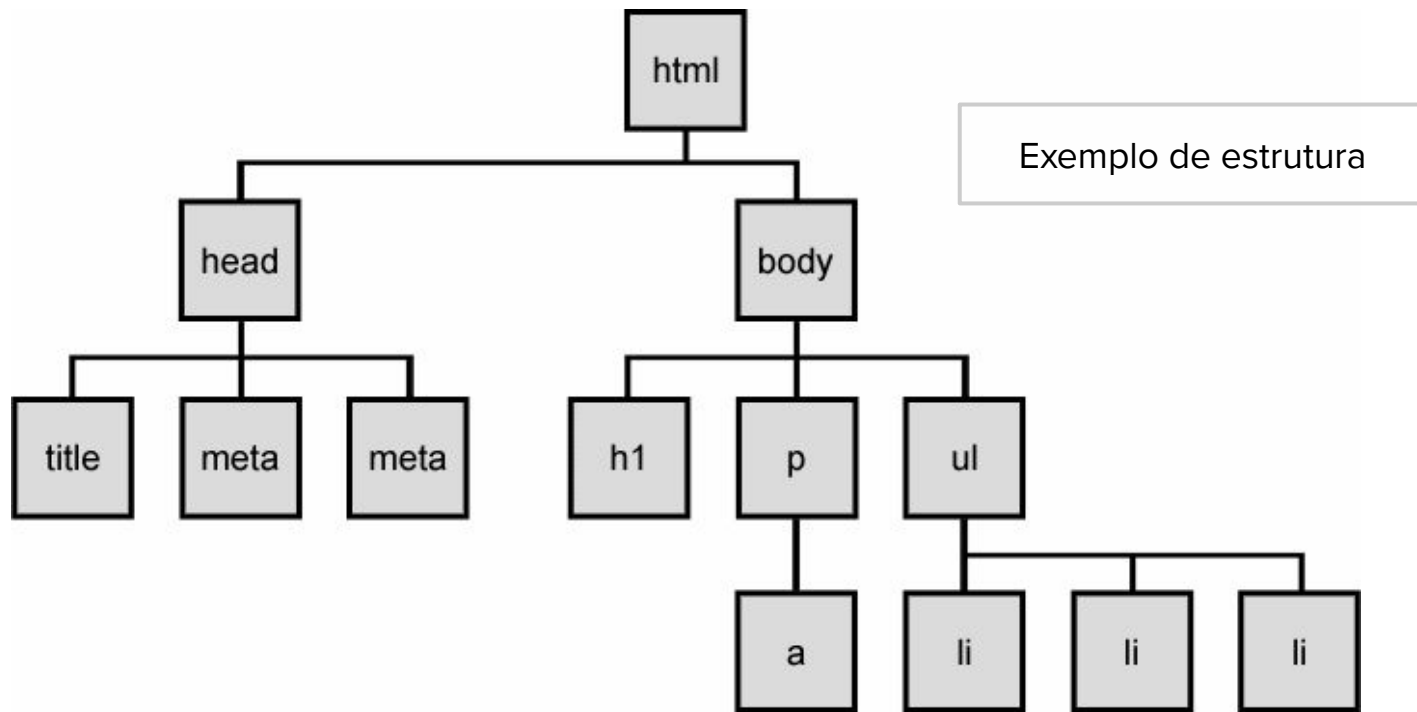 html
Exemplo de estrutura
head
body
title
meta
meta
h1
p
ul
a
li
li
li